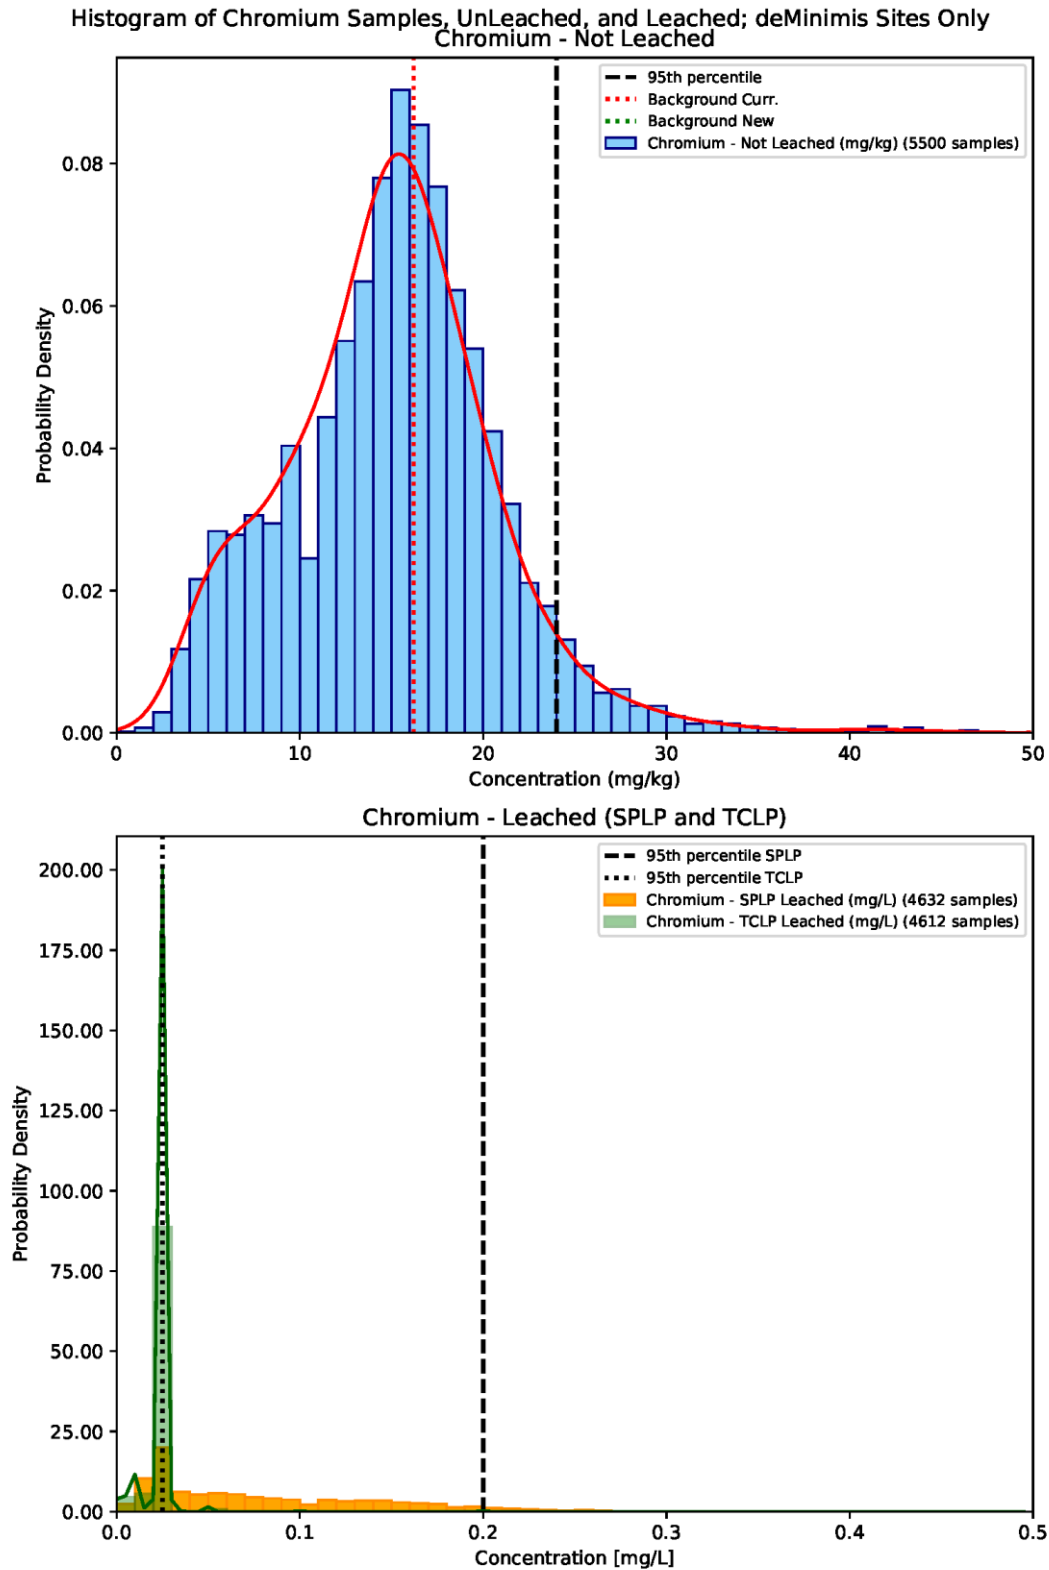 Histogram of Chromium Samples, UnLeached, and Leached; deMinimis Sites Only
Chromium - Not Leached
95th percentile
Background Curr.
Background New
Chromium - Not Leached (mg/kg) (5500 samples)
Probability Density
0.08
0.06
0.04
0.02
0.00
0 10 20 30 40 50
Concentration (mg/kg)
Chromium - Leached (SPLP and TCLP)
95th percentile SPLP
95th percentile TCLP
Chromium - SPLP Leached (mg/L) (4632 samples)
Chromium - TCLP Leached (mg/L) (4612 samples)
Probability Density
200.00
175.00
150.00
125.00
100.00
75.00
50.00
25.00
0.00
0.0 0.1 0.2 0.3 0.4 0.5
Concentration [mg/L]